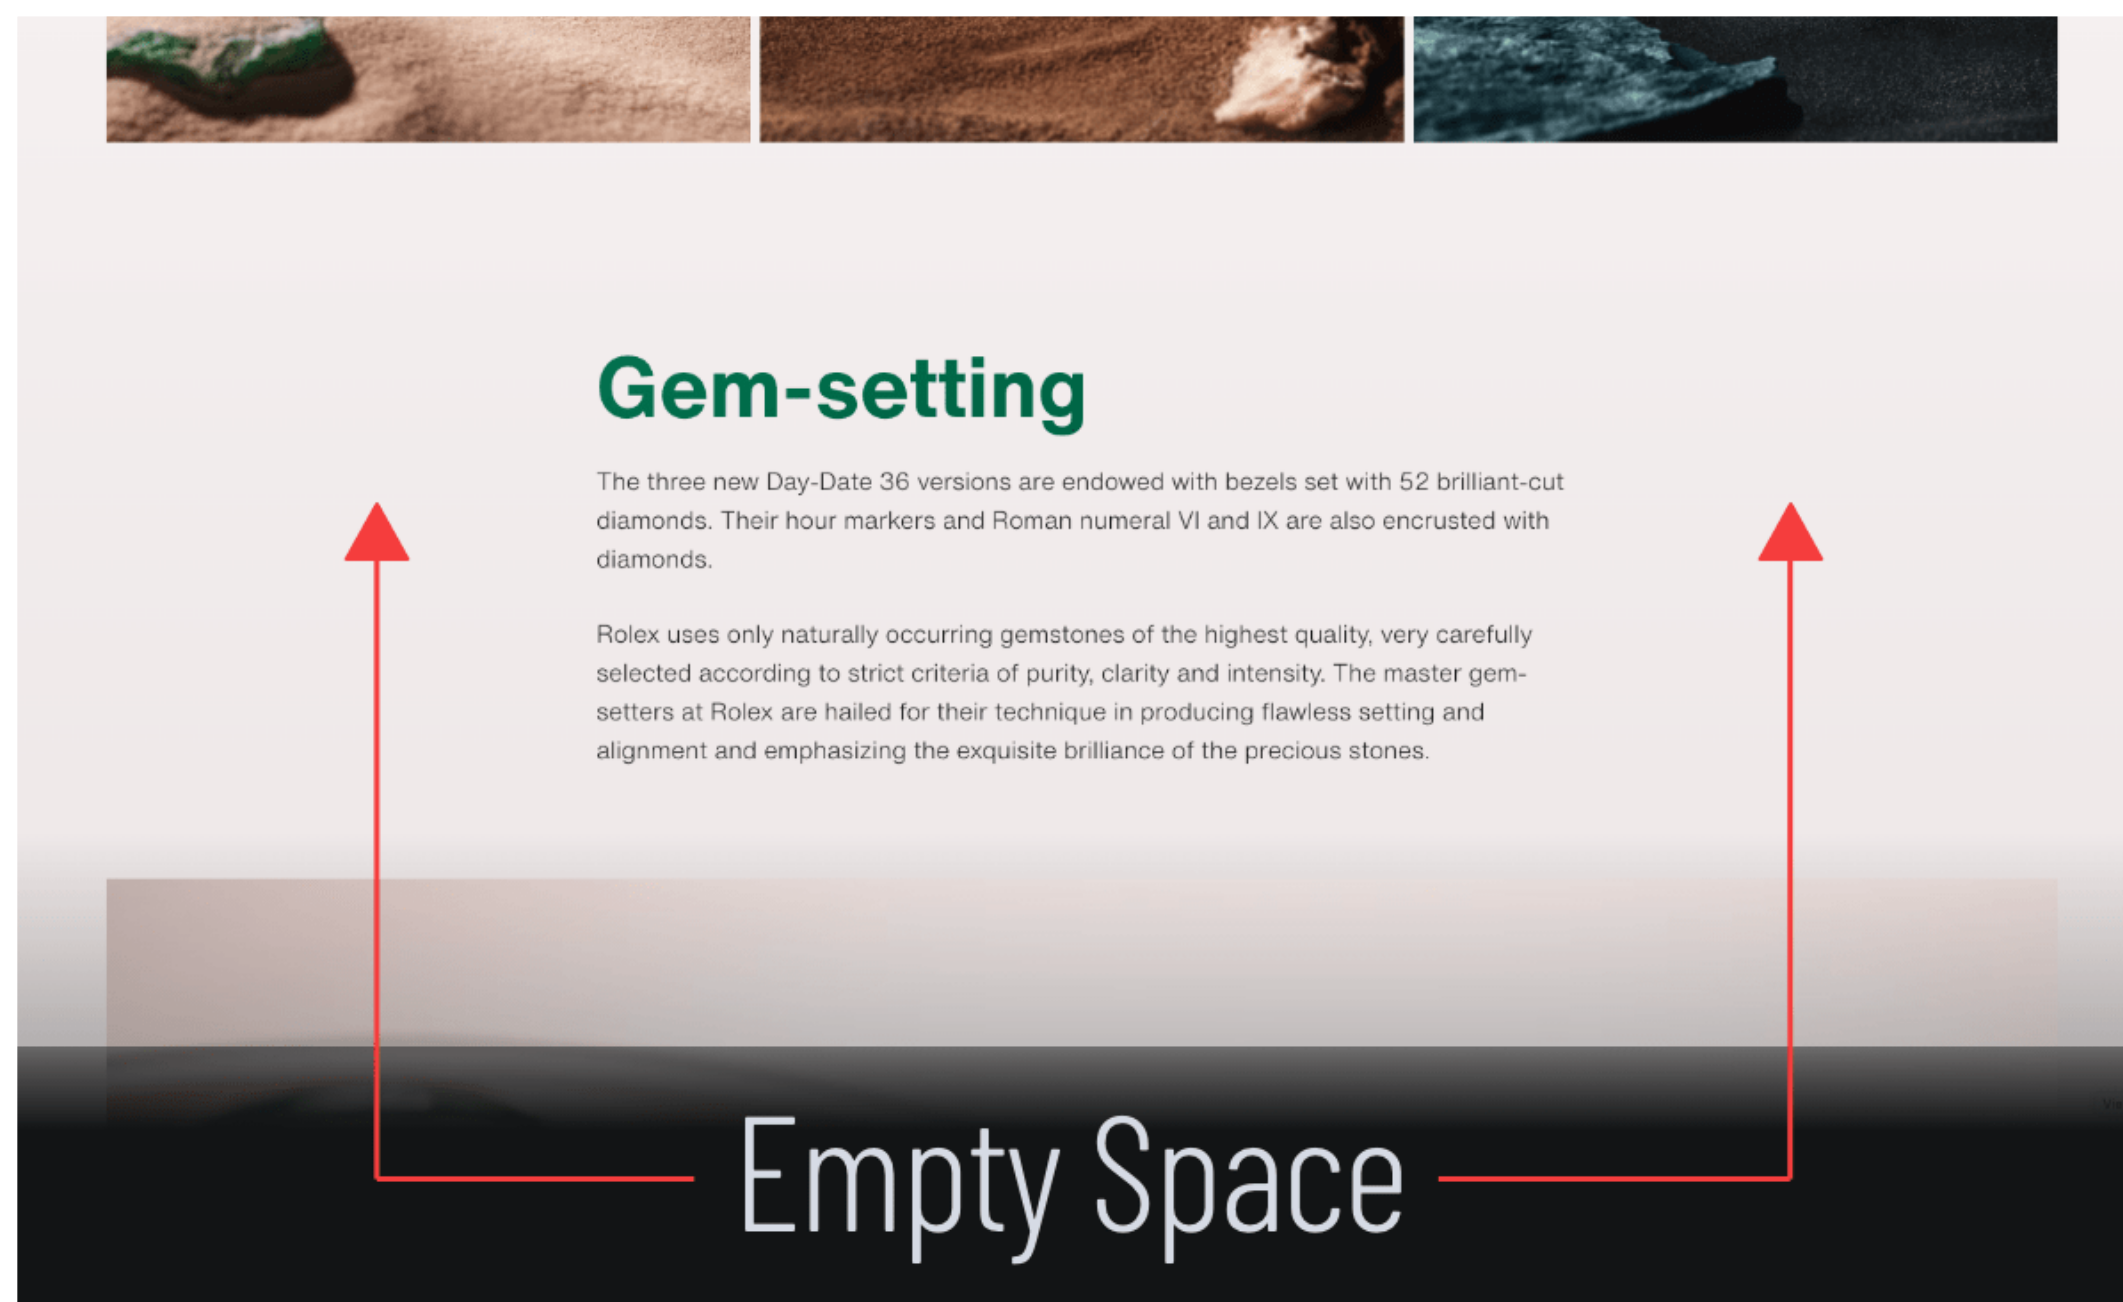 Gem-setting
The three new Day-Date 36 versions are endowed with bezels set with 52 brilliant-cut
diamonds. Their hour markers and Roman numeral VI and IX are also encrusted with
diamonds.
Rolex uses only naturally occurring gemstones of the highest quality, very carefully
selected according to strict criteria of purity, clarity and intensity. The master gem-
setters at Rolex are hailed for their technique in producing flawless setting and
alignment and emphasizing the exquisite brilliance of the precious stones.
Empty Space